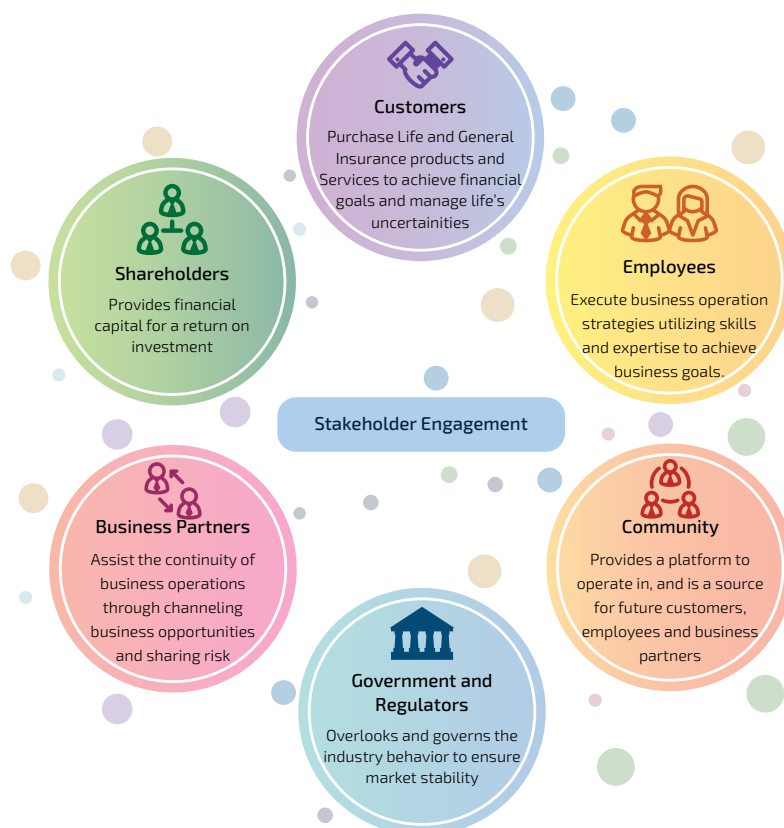 Customers
Purchase Life and General
Insurance products and
Services to achieve financial
goals and manage life's
uncertainities
Shareholders
Provides financial
capital for a return on
investment
Employees
Execute business operation
strategies utilizing skills
and expertise to achieve
business goals.
Stakeholder Engagement
Business Partners
Assist the continuity of
business operations
through channeling
business opportunities
and sharing risk
Community
Provides a platform to
operate in, and is a source
for future customers,
employees and business
partners
Government and
Regulators
Overlooks and governs the
industry behavior to ensure
market stability